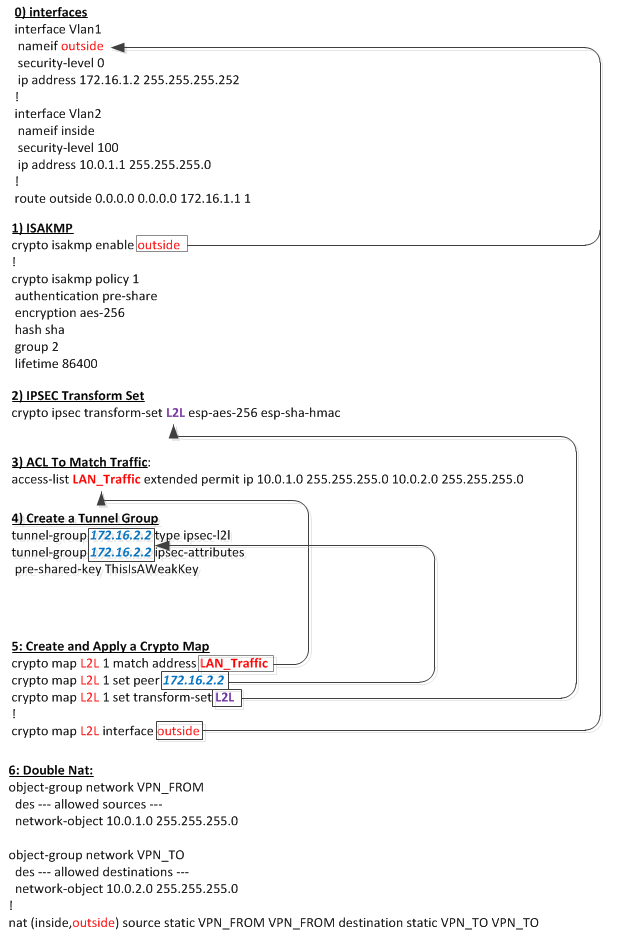 0) interfaces
interface Vlan1
nameif outside
security-level 0
ip address 172.16.1.2 255.255.255.252
!
interface Vlan2
nameif inside
security-level 100
ip address 10.0.1.1 255.255.255.0
!
route outside 0.0.0.0 0.0.0.0 172.16.1.1 1
1) ISAKMP
crypto isakmp enable outside
!
crypto isakmp policy 1
authentication pre-share
encryption aes-256
hash sha
group 2
lifetime 86400
2) IPSEC Transform Set
crypto ipsec transform-set L2L esp-aes-256 esp-sha-hmac
3) ACL To Match Traffic:
access-list LAN_Traffic extended permit ip 10.0.1.0 255.255.255.0 10.0.2.0 255.255.255.0
4) Create a Tunnel Group
tunnel-group 172.16.2.2 type ipsec-l2l
tunnel-group 172.16.2.2 ipsec-attributes
pre-shared-key ThisIsAWeakKey
5: Create and Apply a Crypto Map
crypto map L2L 1 match address LAN_Traffic
crypto map L2L 1 set peer 172.16.2.2
crypto map L2L 1 set transform-set L2L
!
crypto map L2L interface outside
6: Double Nat:
object-group network VPN_FROM
des --- allowed sources ---
network-object 10.0.1.0 255.255.255.0
object-group network VPN_TO
des --- allowed destinations ---
network-object 10.0.2.0 255.255.255.0
!
nat (inside,outside) source static VPN_FROM VPN_FROM destination static VPN_TO VPN_TO